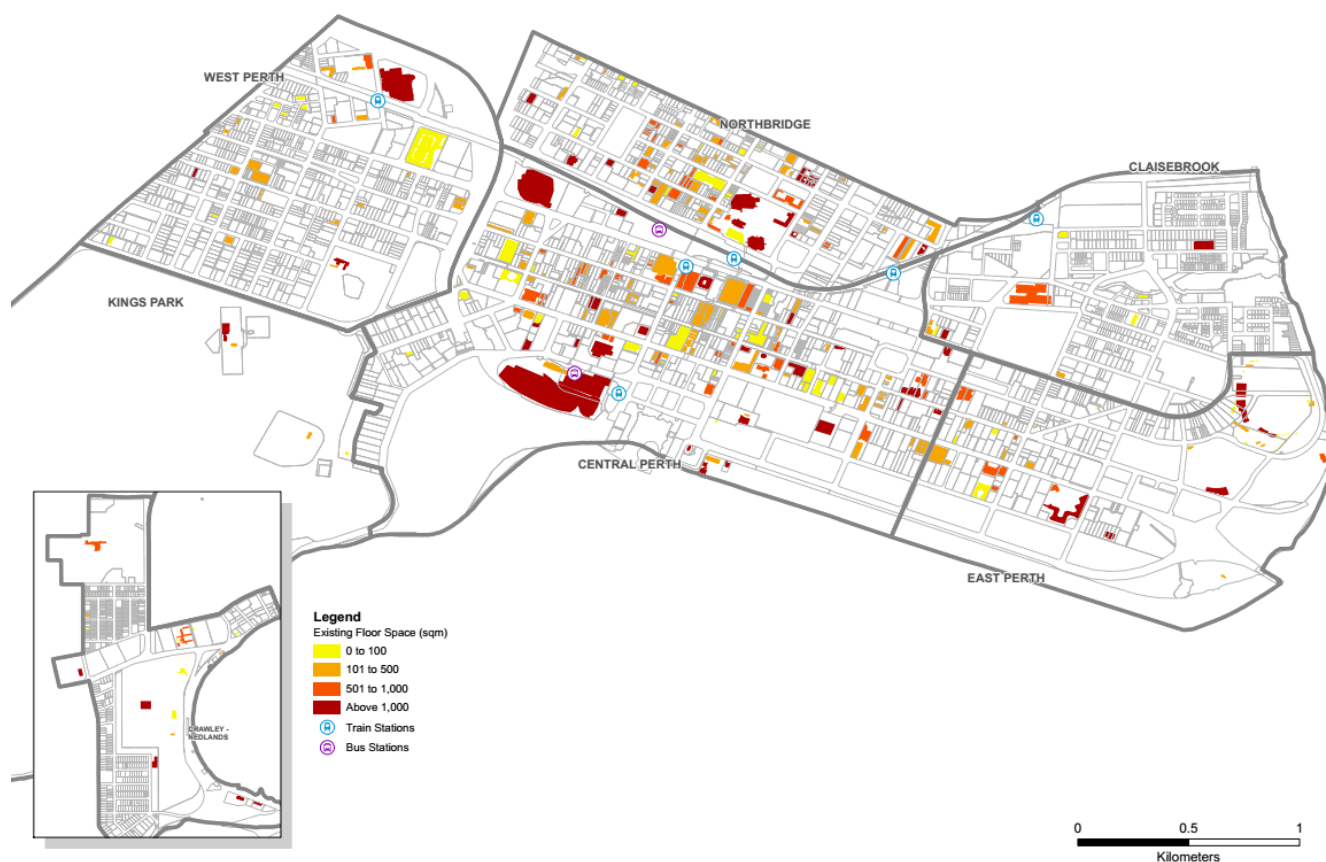 WEST PERTH
NORTHBRIDGE
CLAISEBROOK
KINGS PARK
CENTRAL PERTH
EAST PERTH
CRAWLEY -
NEDLANDS
Legend
Existing Floor Space (sqm)
0 to 100
101 to 500
501 to 1,000
Above 1,000
Train Stations
Bus Stations
0 0.5 1
Kilometers